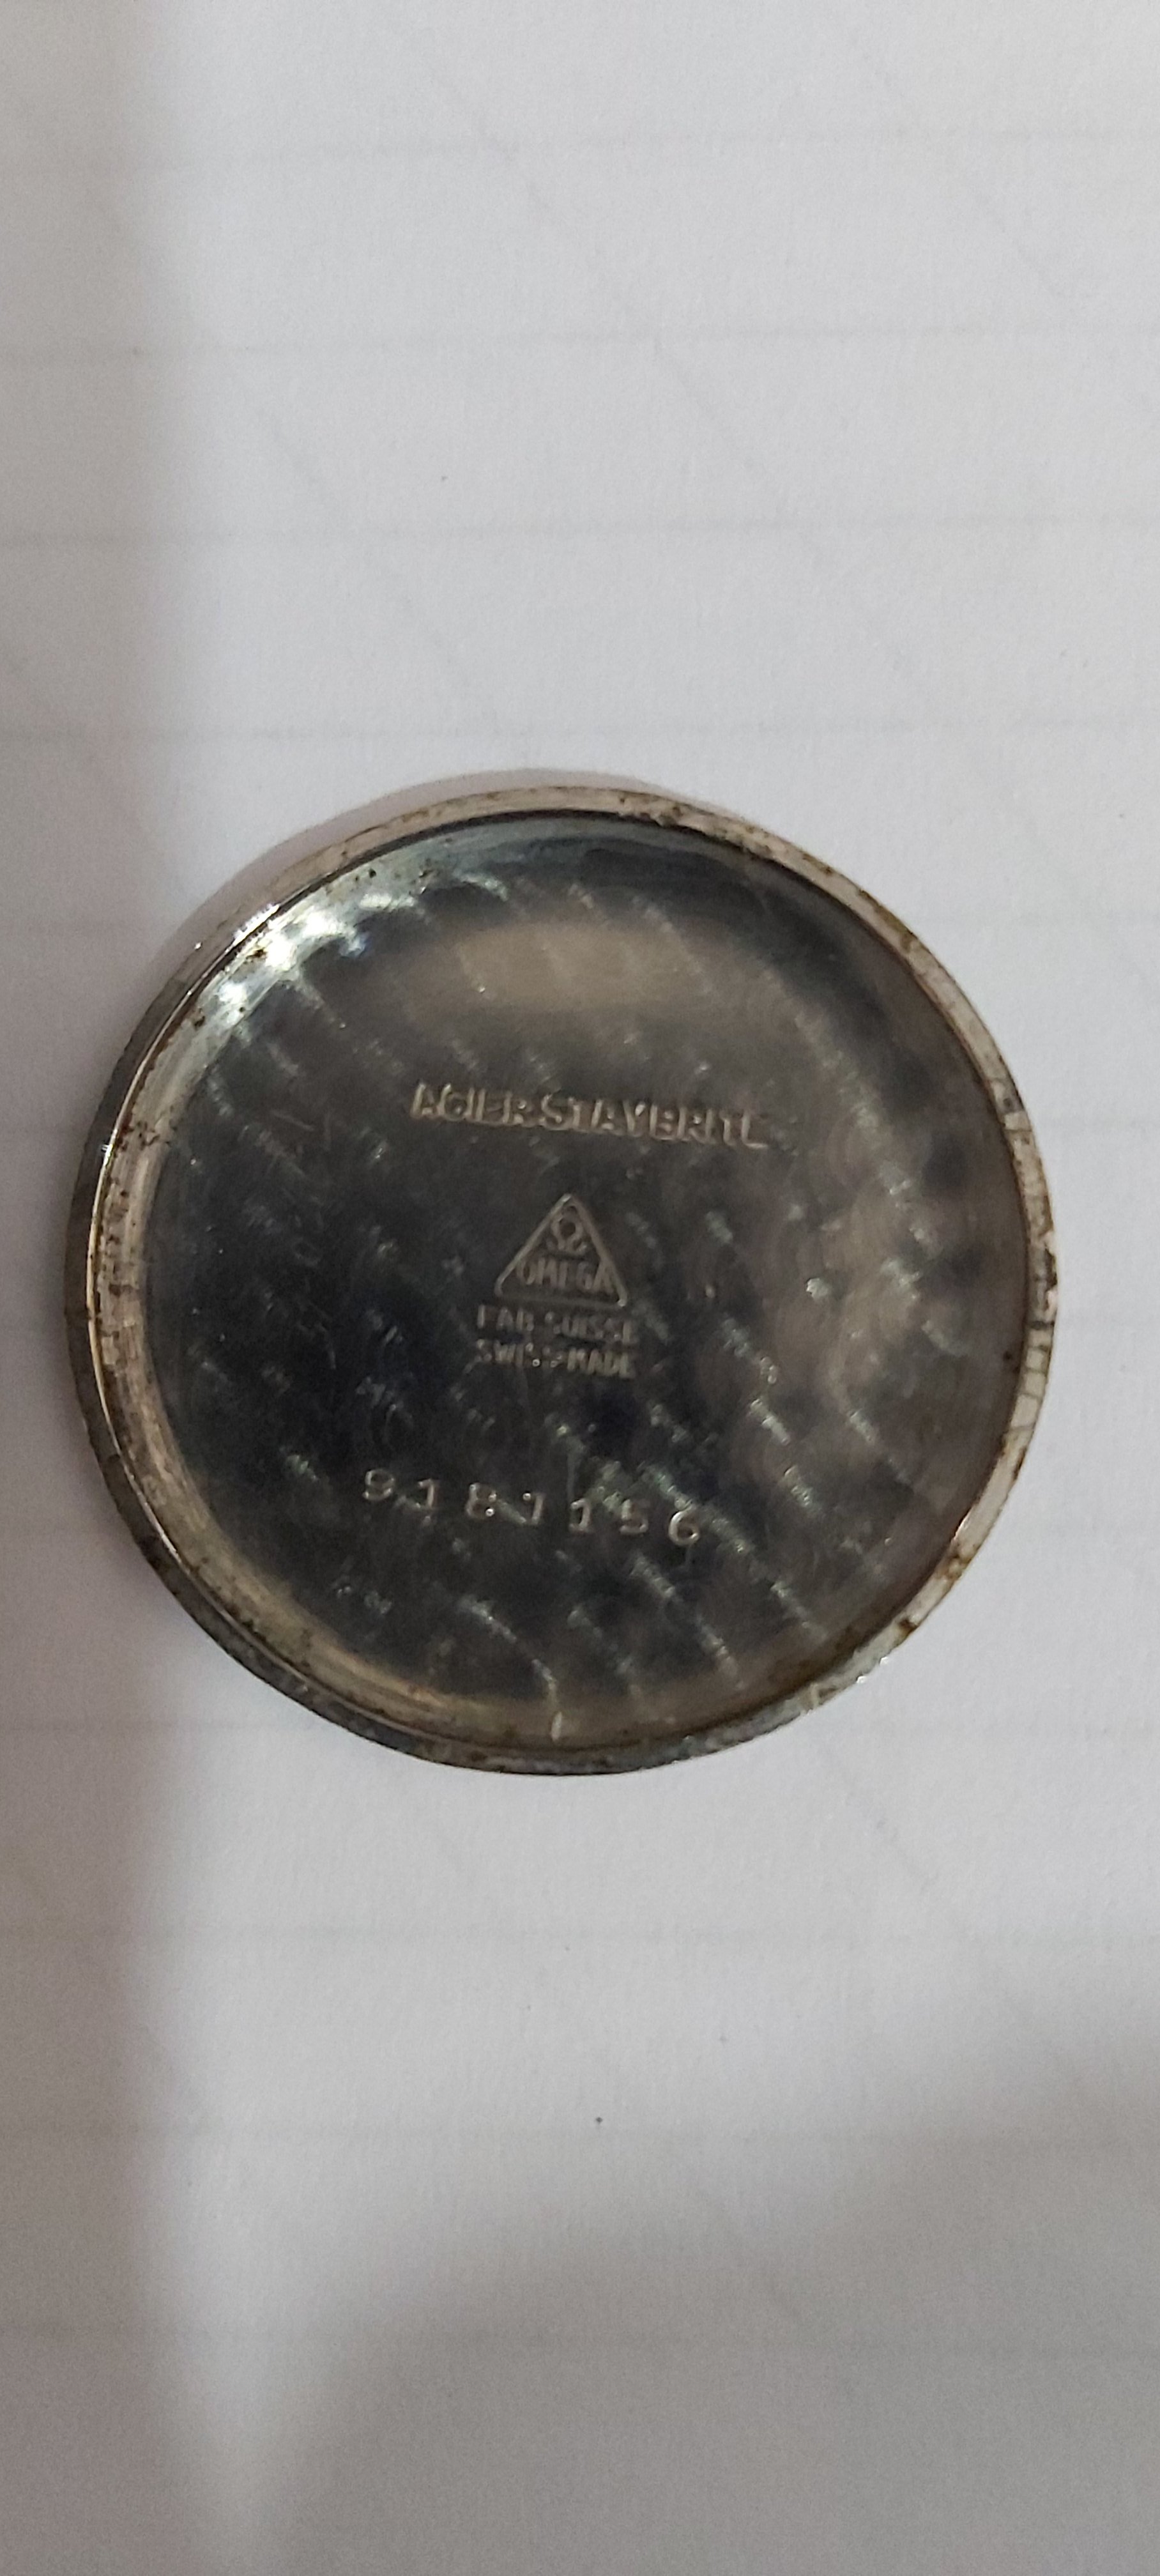 ACIER STAYBRITE
Ω
OMEGA
FAB. SUISSE
SWISS MADE
9181156